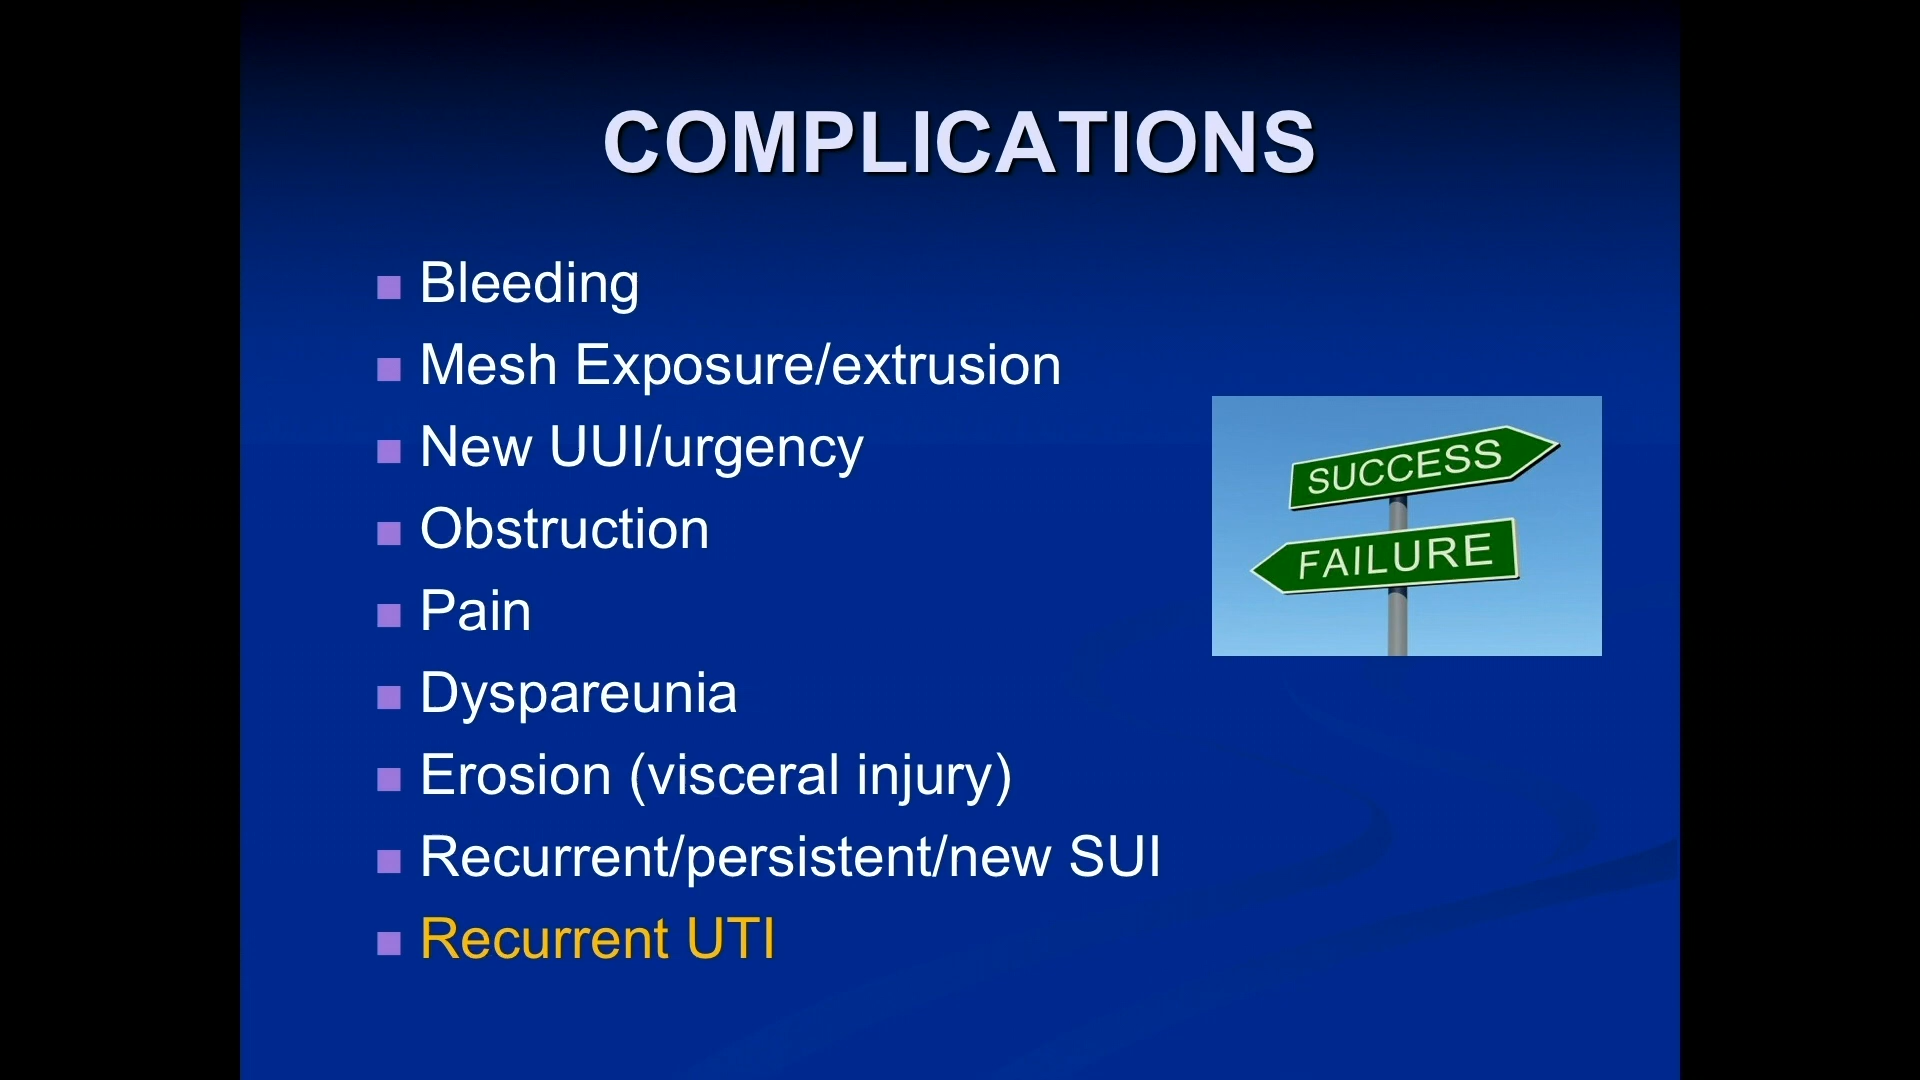 COMPLICATIONS
Bleeding
Mesh Exposure/extrusion
New UUI/urgency
Obstruction
Pain
Dyspareunia
Erosion (visceral injury)
Recurrent/persistent/new SUI
Recurrent UTI
SUCCESS
FAILURE